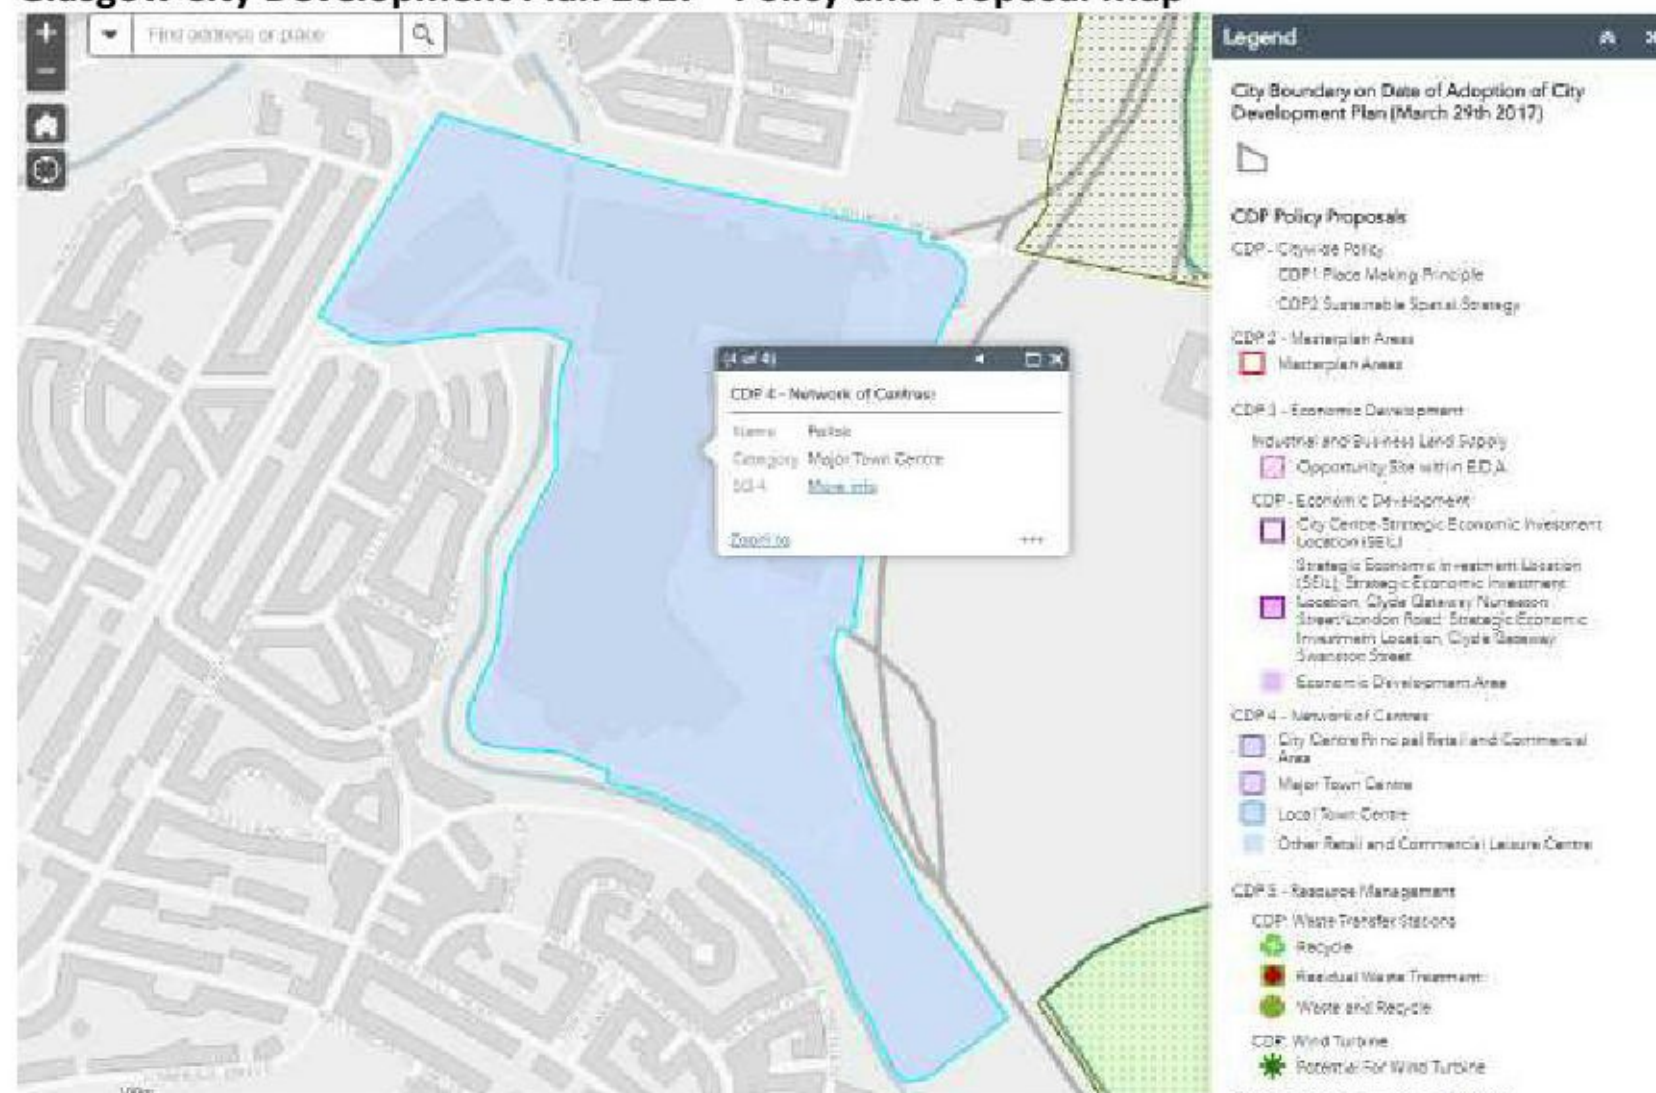 Glasgow City Development Plan 2017 - Policy and Proposal Map
Find address or place
Legend
City Boundary on Date of Adoption of City
Development Plan (March 29th 2017)
CDP Policy Proposals
CDP - Citywide Policy
CDP1 Place Making Principle
CDP2 Sustainable Spatial Strategy
CDP 2 - Masterplan Areas
Masterplan Areas
CDP 3 - Economic Development
Industrial and Business Land Supply
Opportunity Site within E.D.A
CDP - Economic Development
City Centre Strategic Economic Investment
Location (SEIL)
Strategic Economic Investment Location
(SEIL); Strategic Economic Investment
Location, Clyde Gateway Nuneaton
Street/London Road; Strategic Economic
Investment Location, Clyde Gateway
Swanston Street
Economic Development Area
CDP 4 - Network of Centres
City Centre Principal Retail and Commercial
Area
Major Town Centre
Local Town Centre
Other Retail and Commercial Leisure Centre
CDP 5 - Resource Management
CDP: Waste Transfer Stations
Recycle
Residual Waste Treatment
Waste and Recycle
CDP: Wind Turbine
Potential For Wind Turbine
(4 of 4)
CDP 4 - Network of Centres:
Name Pollok
Category Major Town Centre
SG 4 More info
Zoom to